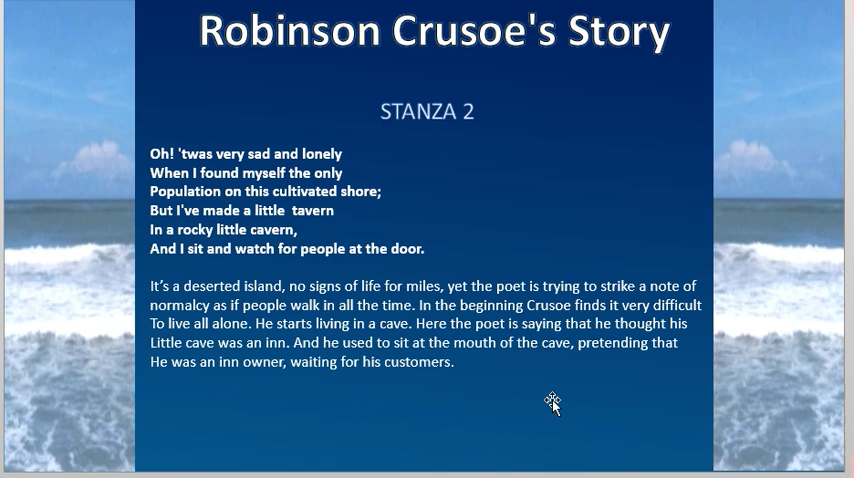 Robinson Crusoe's Story
STANZA 2
Oh! 'twas very sad and lonely
When I found myself the only
Population on this cultivated shore;
But I've made a little  tavern
In a rocky little cavern,
And I sit and watch for people at the door.
It's a deserted island, no signs of life for miles, yet the poet is trying to strike a note of
normalcy as if people walk in all the time. In the beginning Crusoe finds it very difficult
To live all alone. He starts living in a cave. Here the poet is saying that he thought his
Little cave was an inn. And he used to sit at the mouth of the cave, pretending that
He was an inn owner, waiting for his customers.